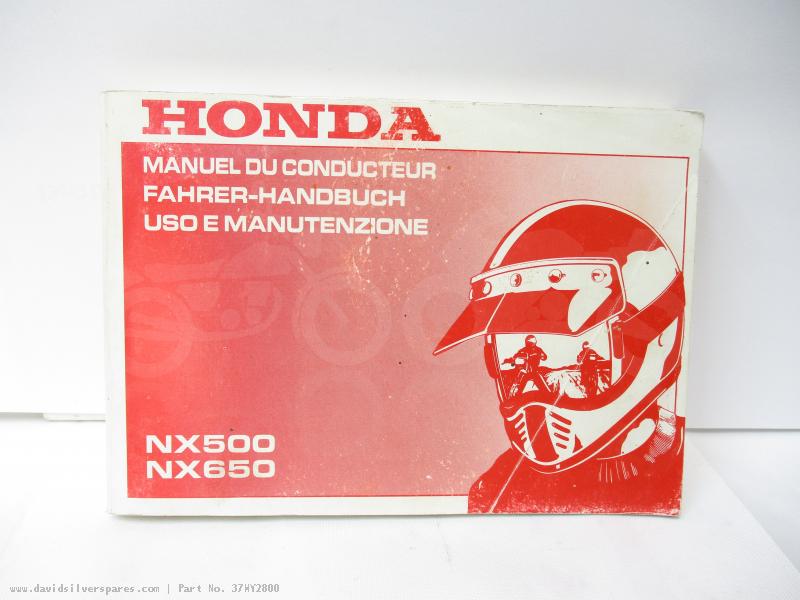 HONDA
MANUEL DU CONDUCTEUR
FAHRER-HANDBUCH
USO E MANUTENZIONE
NX500
NX650
www.davidsilverspares.com | Part No. 37MY2800